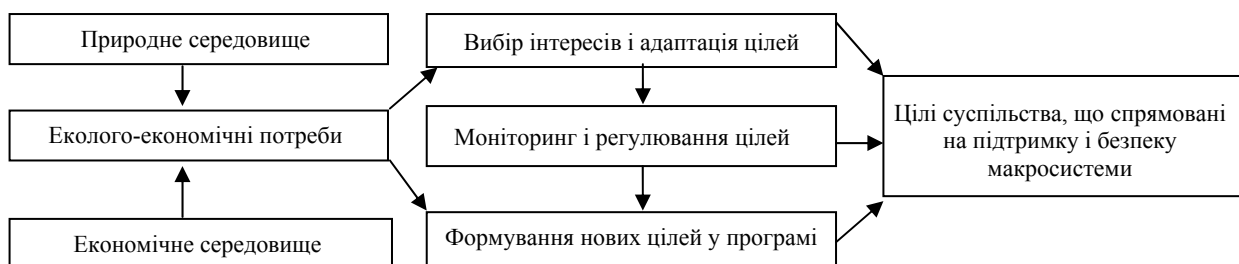 Природне середовище
Еколого-економічні потреби
Економічне середовище
Вибір інтересів і адаптація цілей
Моніторинг і регулювання цілей
Формування нових цілей у програмі
Цілі суспільства, що спрямовані
на підтримку і безпеку
макросистеми